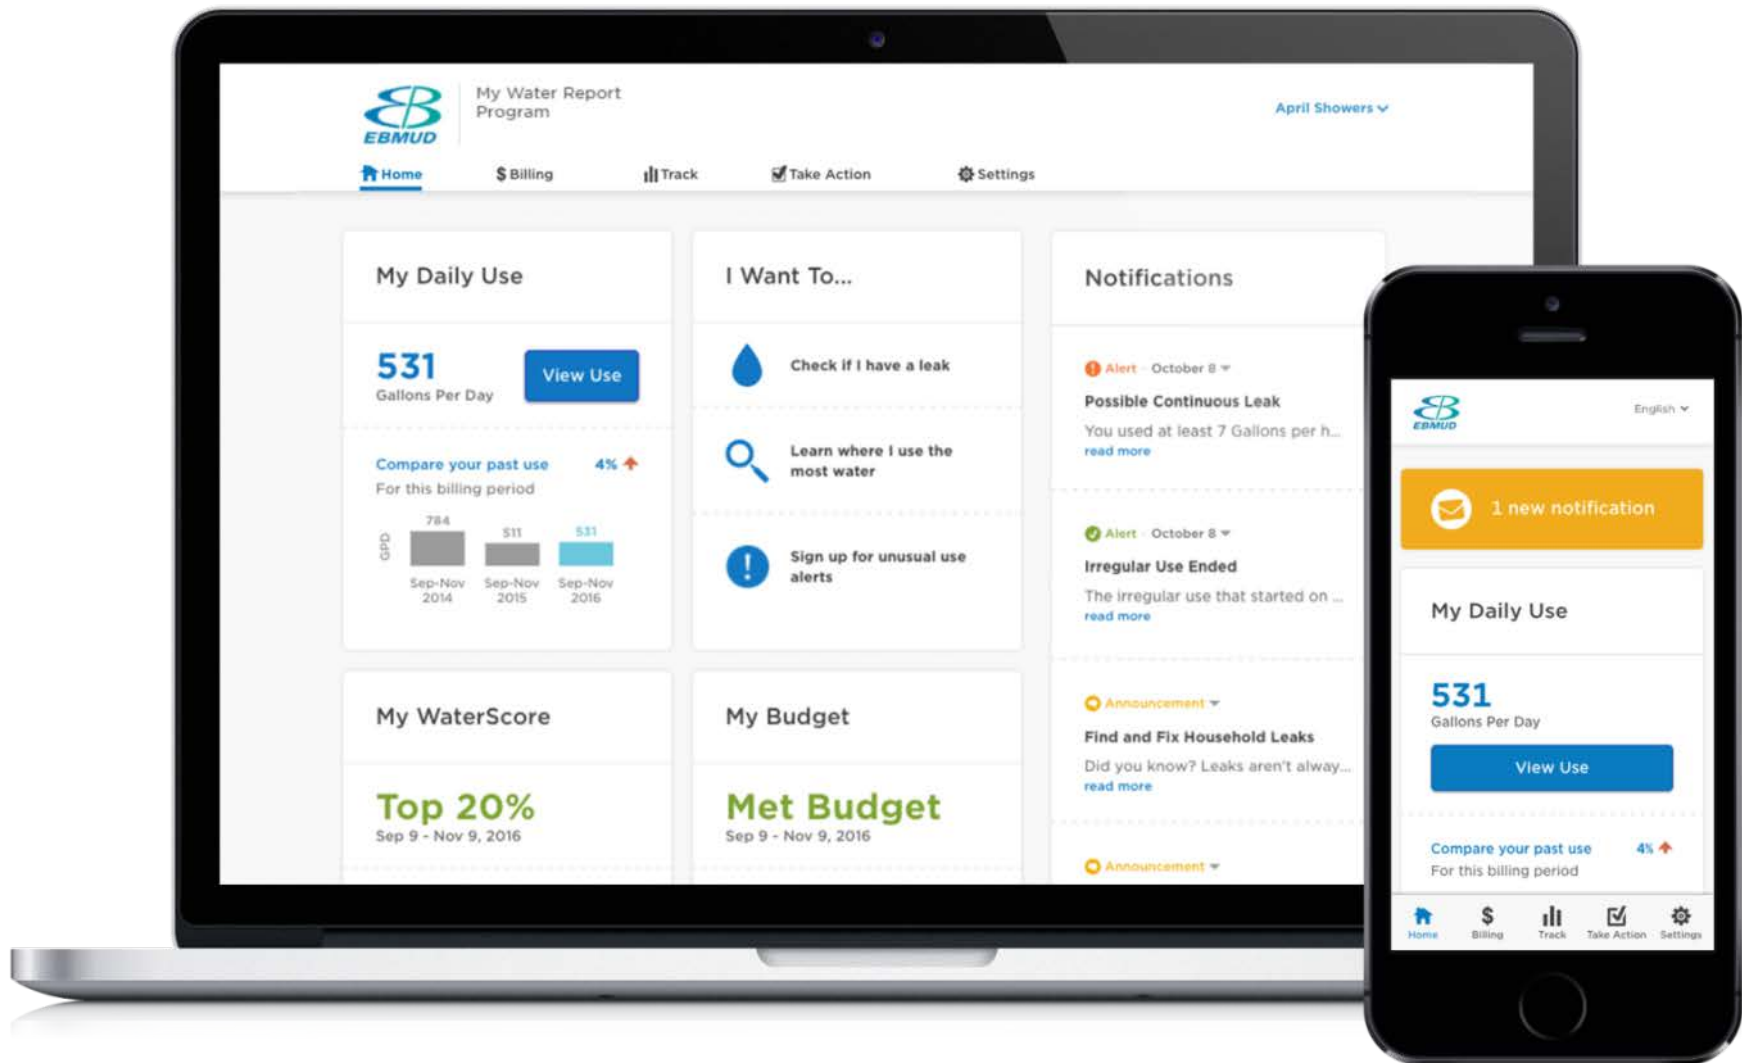 EBMUD
My Water Report
Program
April Showers
Home
$ Billing
Track
Take Action
Settings
My Daily Use
531
Gallons Per Day
View Use
Compare your past use 4%
For this billing period
GPD
784 511 531
Sep-Nov Sep-Nov Sep-Nov
2014 2015 2016
I Want To...
Check if I have a leak
Learn where I use the
most water
Sign up for unusual use
alerts
My WaterScore
Top 20%
Sep 9 - Nov 9, 2016
My Budget
Met Budget
Sep 9 - Nov 9, 2016
Notifications
Alert · October 8
Possible Continuous Leak
You used at least 7 Gallons per h...
read more
Alert · October 8
Irregular Use Ended
The irregular use that started on ...
read more
Announcement
Find and Fix Household Leaks
Did you know? Leaks aren't alway...
read more
Announcement
EBMUD
English
1 new notification
My Daily Use
531
Gallons Per Day
View Use
Compare your past use 4%
For this billing period
$
Home Billing Track Take Action Settings